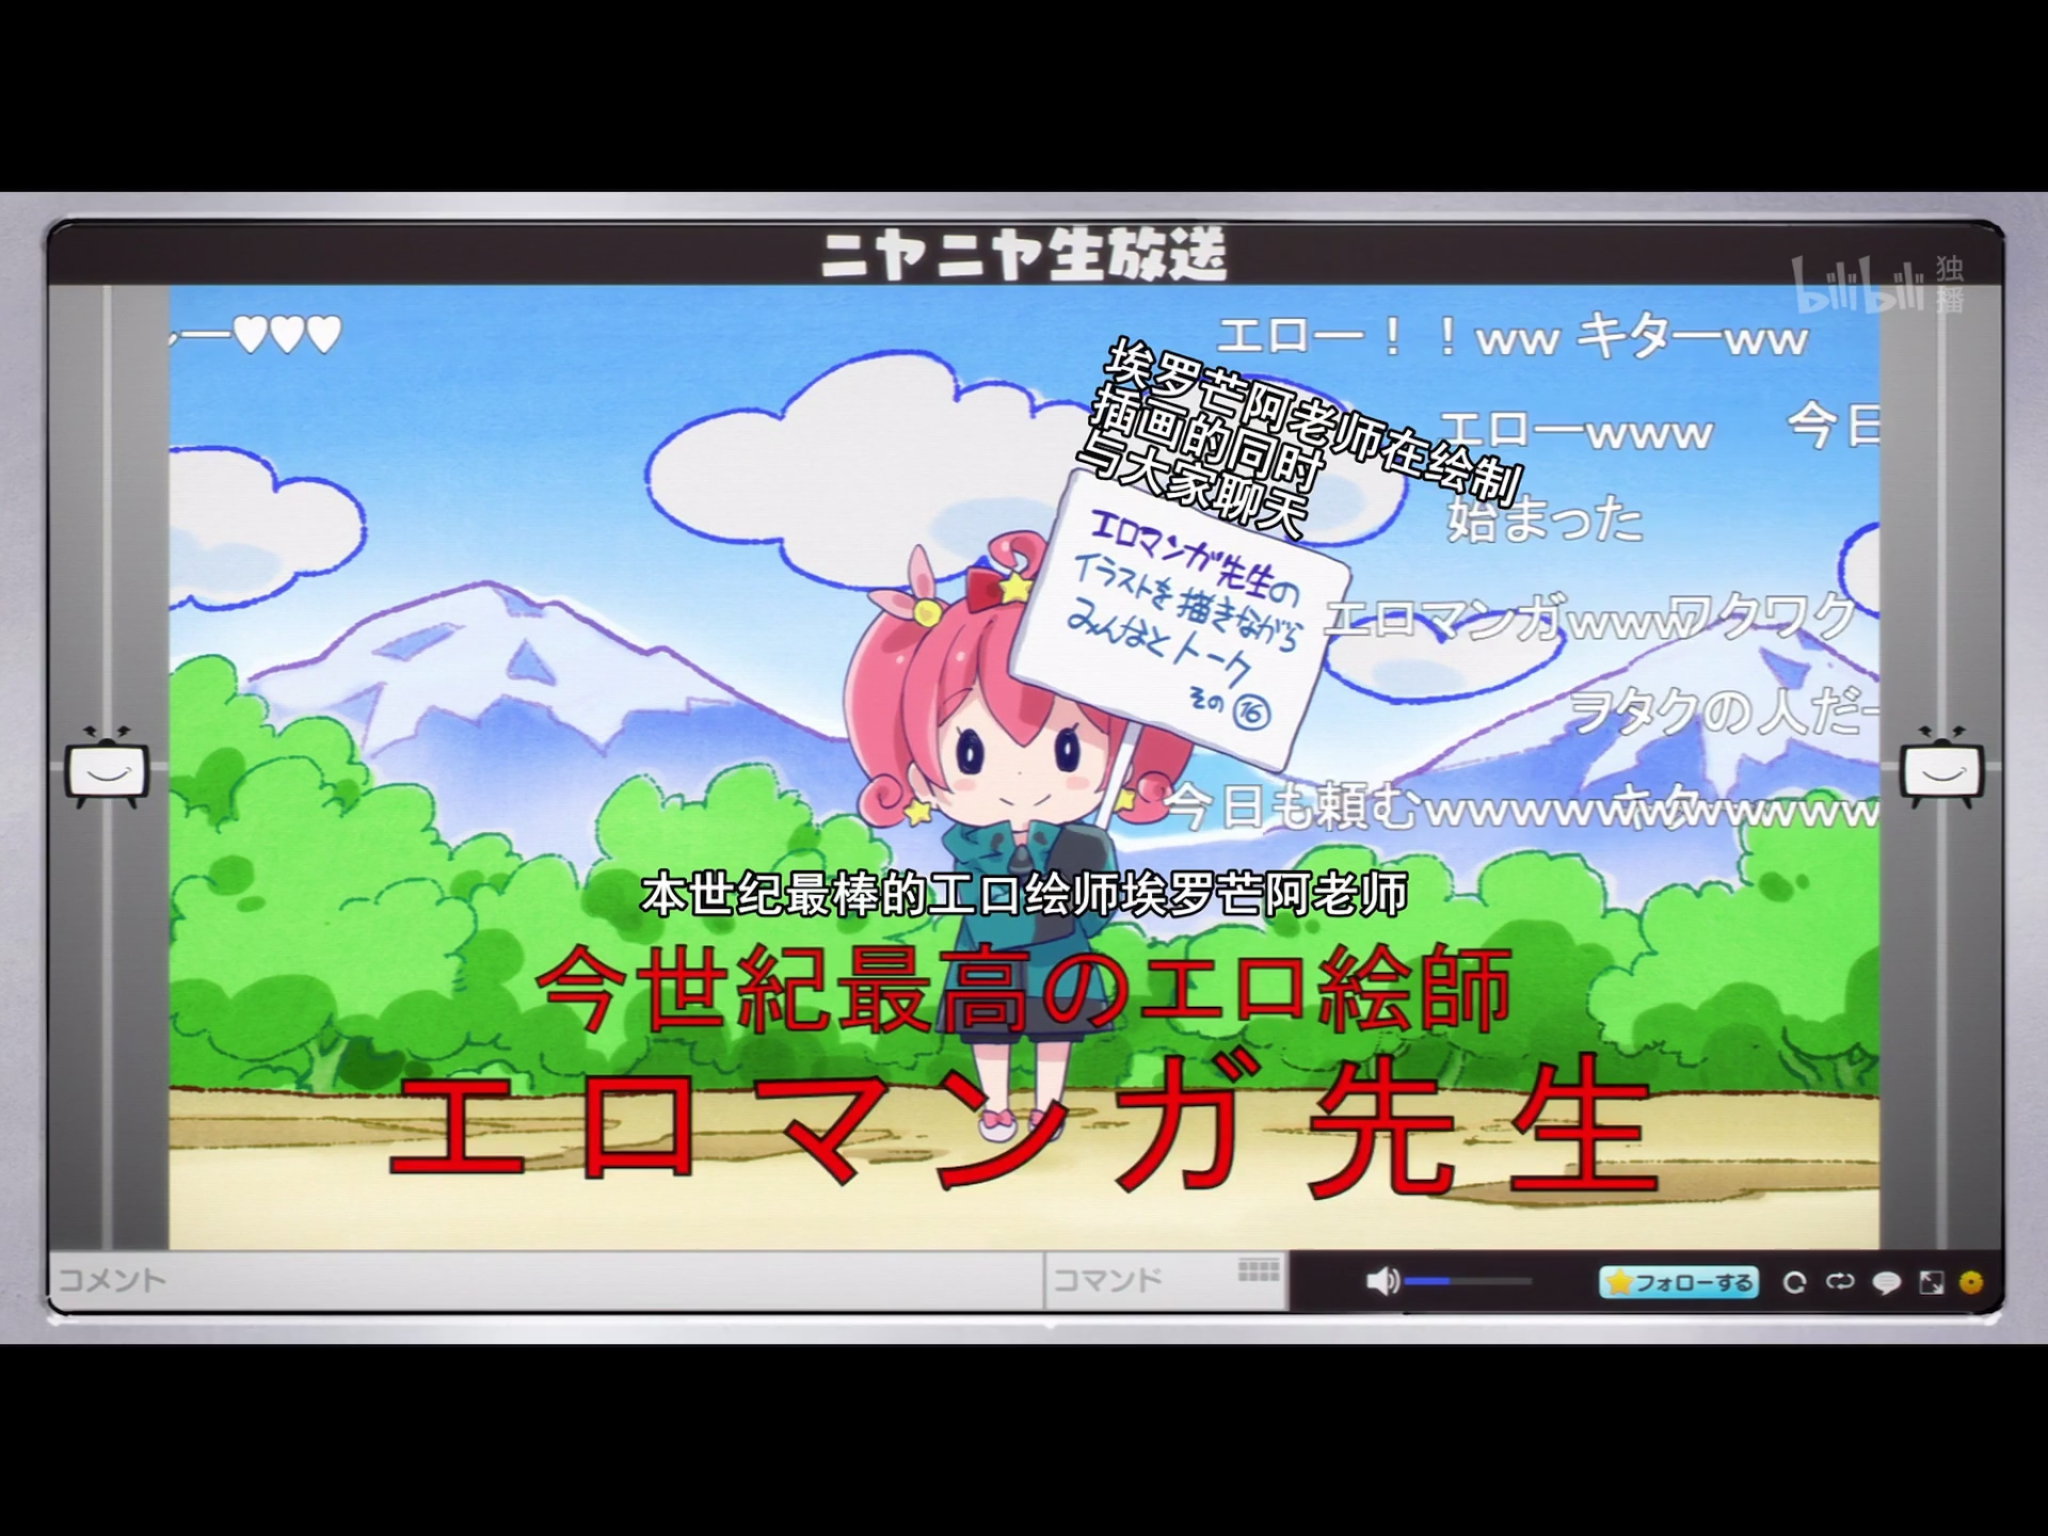 ニヤニヤ生放送
bilibili 独播
ー♥♥♥
エロー！！ww キターww
エローwww
今日
始まった
エロマンガwww
ワクワク
ヲタクの人だー
今日も頼むwwwwwwwwwww
埃罗芒阿老师在绘制
插画的同时
与大家聊天
エロマンガ先生の
イラストを描きながら
みんなとトーク
その⑯
本世纪最棒的工口绘师埃罗芒阿老师
今世紀最高のエロ絵師
エロマンガ先生
コメント
コマンド
フォローする